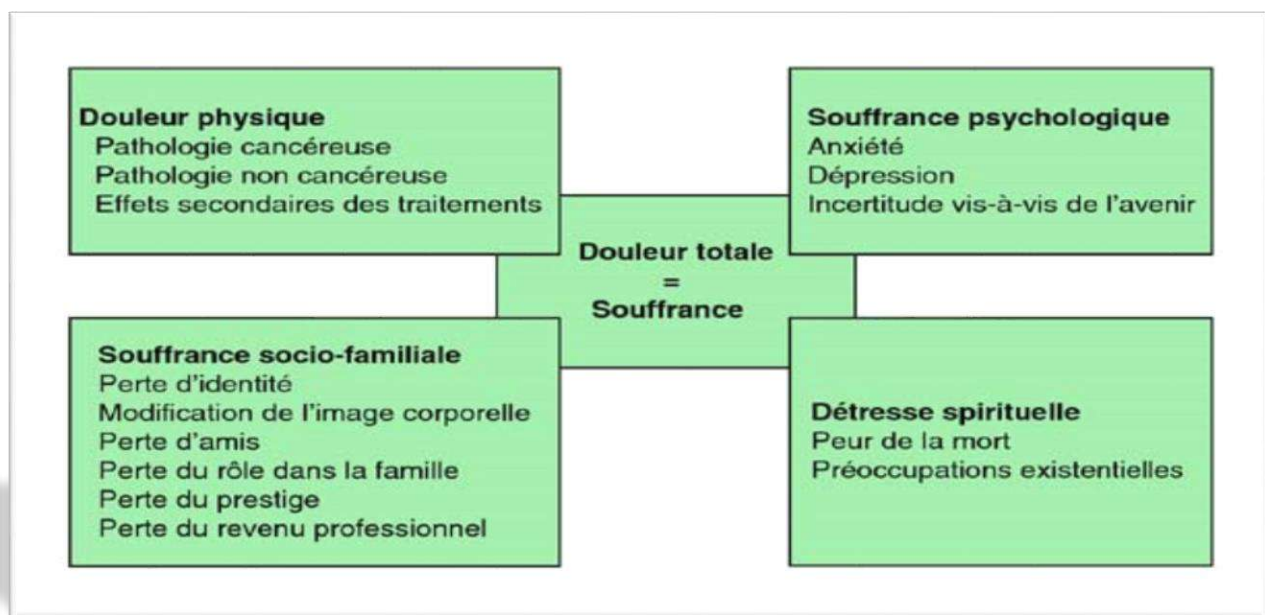 Douleur physique
Pathologie cancéreuse
Pathologie non cancéreuse
Effets secondaires des traitements
Souffrance psychologique
Anxiété
Dépression
Incertitude vis-à-vis de l'avenir
Douleur totale
=
Souffrance
Souffrance socio-familiale
Perte d'identité
Modification de l'image corporelle
Perte d'amis
Perte du rôle dans la famille
Perte du prestige
Perte du revenu professionnel
Détresse spirituelle
Peur de la mort
Préoccupations existentielles